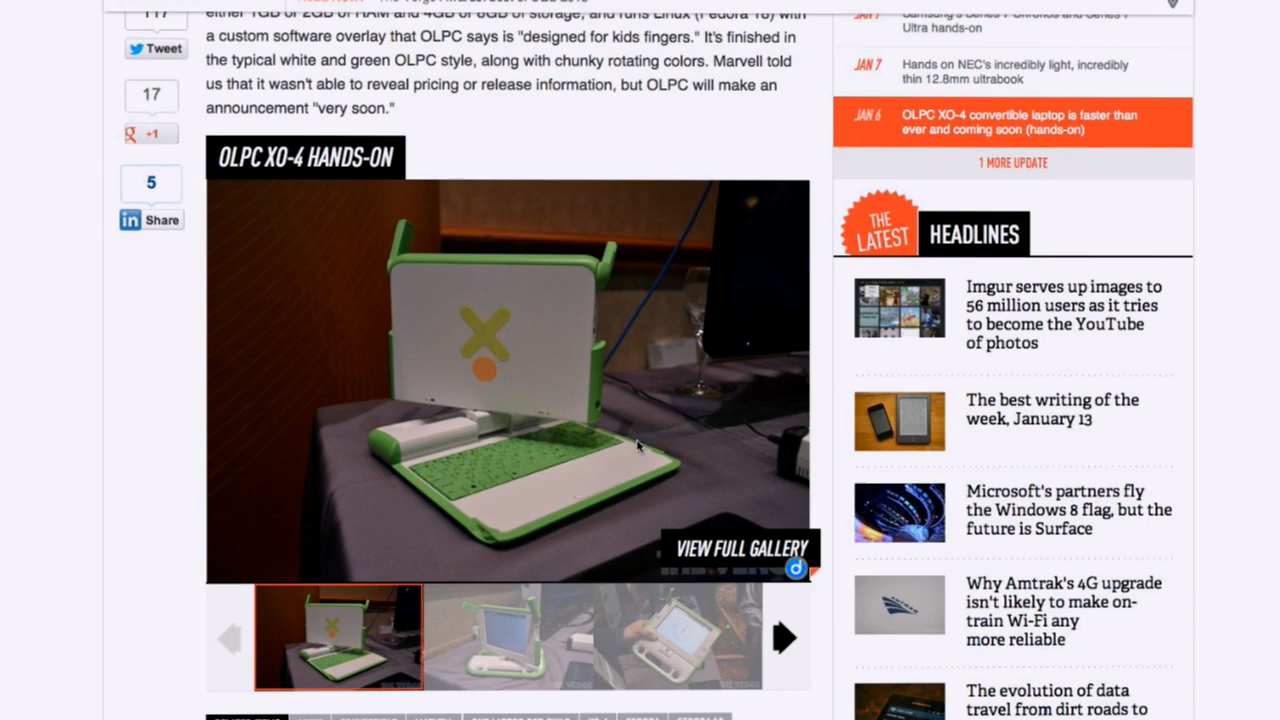 Tweet
17
+1
5
in Share
either 1GB or 2GB of RAM and 4GB or 8GB of storage, and runs Linux (Fedora 18) with
a custom software overlay that OLPC says is "designed for kids fingers." It's finished in
the typical white and green OLPC style, along with chunky rotating colors. Marvell told
us that it wasn't able to reveal pricing or release information, but OLPC will make an
announcement "very soon."
OLPC XO-4 HANDS-ON
VIEW FULL GALLERY
JAN 7 Samsung's Series 7 Chronos and Series 7
Ultra hands-on
JAN 7 Hands on NEC's incredibly light, incredibly
thin 12.8mm ultrabook
JAN 6 OLPC XO-4 convertible laptop is faster than
ever and coming soon (hands-on)
1 MORE UPDATE
THE
LATEST HEADLINES
Imgur serves up images to
56 million users as it tries
to become the YouTube
of photos
The best writing of the
week, January 13
Microsoft's partners fly
the Windows 8 flag, but the
future is Surface
Why Amtrak's 4G upgrade
isn't likely to make on-
train Wi-Fi any
more reliable
The evolution of data
travel from dirt roads to